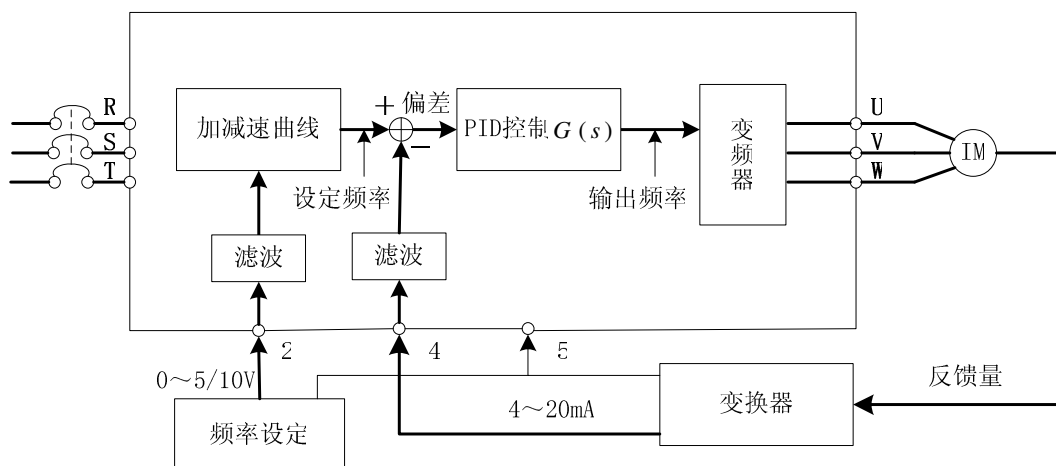 R
S
T
加减速曲线
+
偏差
-
PID控制G(s)
变频器
U
V
W
IM
设定频率
输出频率
滤波
滤波
2
4
5
0～5/10V
频率设定
4～20mA
变换器
反馈量